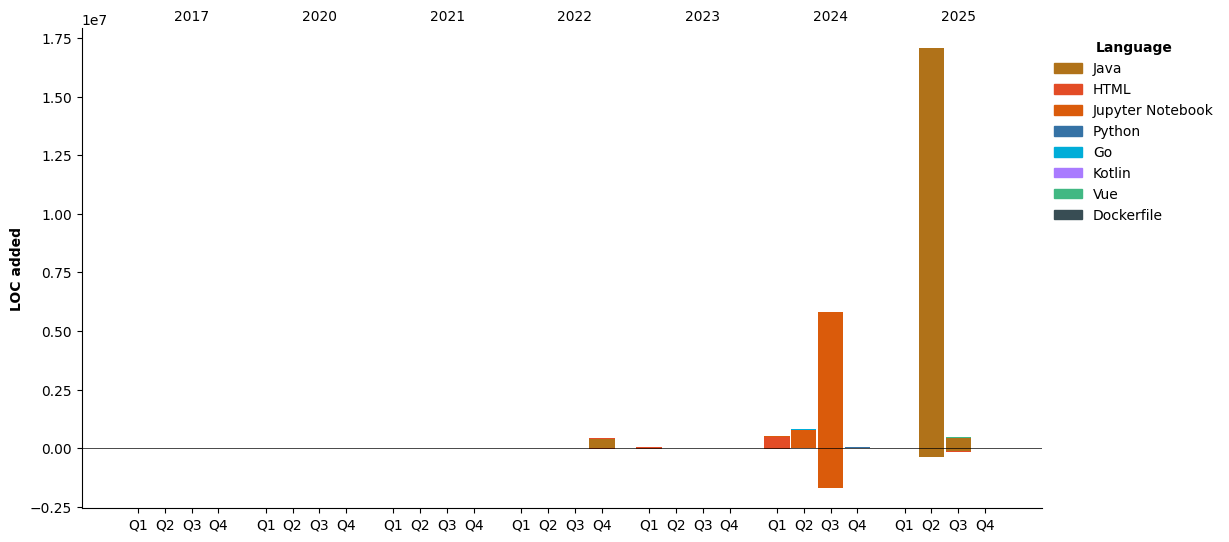 1e7
2017 2020 2021 2022 2023 2024 2025
1.75
1.50
1.25
1.00
0.75
0.50
0.25
0.00
−0.25
LOC added
Q1 Q2 Q3 Q4 Q1 Q2 Q3 Q4 Q1 Q2 Q3 Q4 Q1 Q2 Q3 Q4 Q1 Q2 Q3 Q4 Q1 Q2 Q3 Q4 Q1 Q2 Q3 Q4
Language
Java
HTML
Jupyter Notebook
Python
Go
Kotlin
Vue
Dockerfile